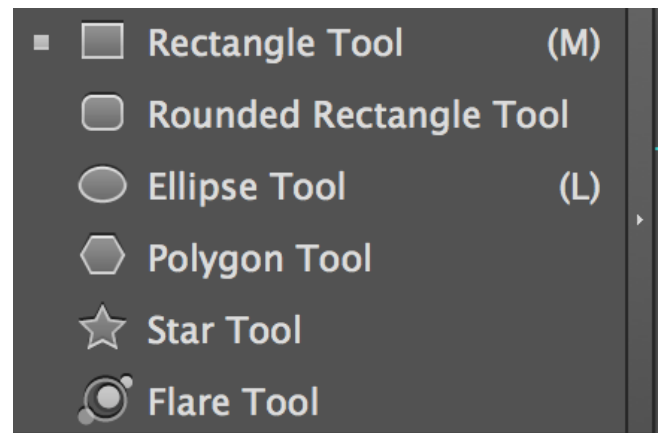 Rectangle Tool (M)
Rounded Rectangle Tool
Ellipse Tool (L)
Polygon Tool
Star Tool
Flare Tool